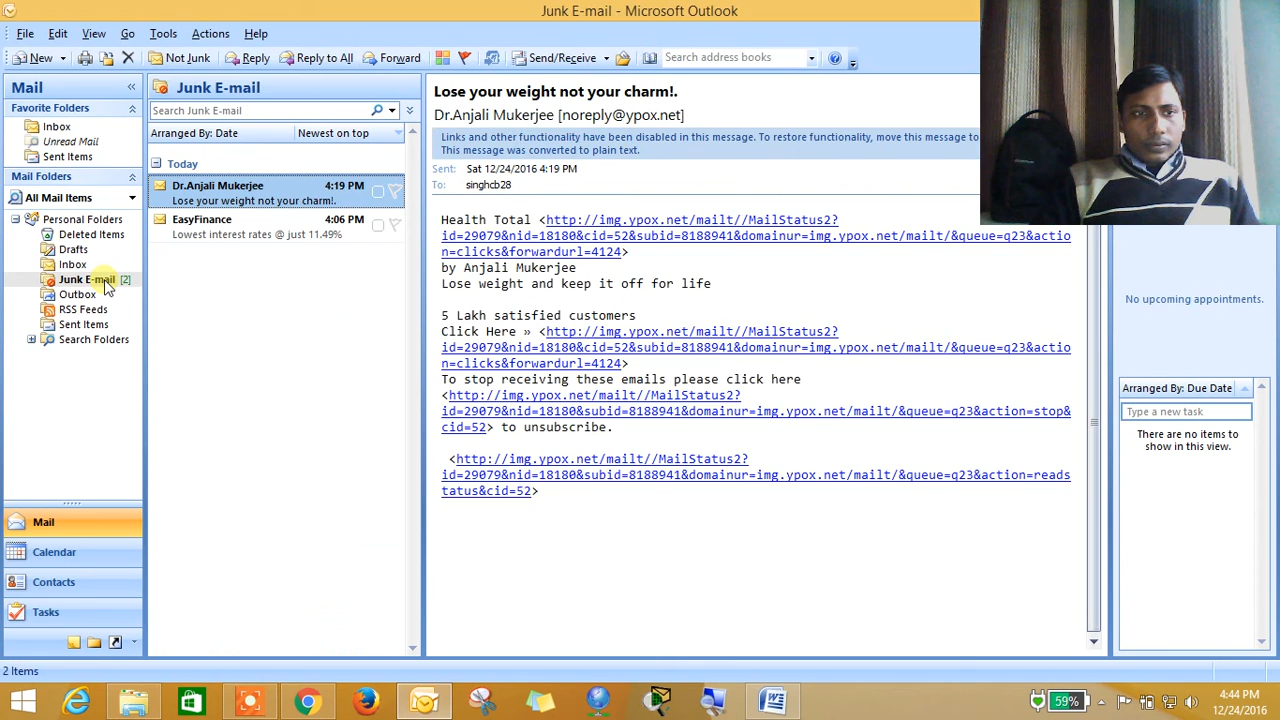 Junk E-mail - Microsoft Outlook
File Edit View Go Tools Actions Help
New Not Junk Reply Reply to All Forward Send/Receive Search address books
Mail «
Favorite Folders
Inbox
Unread Mail
Sent Items
Mail Folders
All Mail Items
Personal Folders
Deleted Items
Drafts
Inbox
Junk E-mail [2]
Outbox
RSS Feeds
Sent Items
Search Folders
Mail
Calendar
Contacts
Tasks
2 Items
Junk E-mail
Search Junk E-mail
Arranged By: Date Newest on top
Today
Dr.Anjali Mukerjee 4:19 PM
Lose your weight not your charm!.
EasyFinance 4:06 PM
Lowest interest rates @ just 11.49%
Lose your weight not your charm!.
Dr.Anjali Mukerjee [noreply@ypox.net]
Links and other functionality have been disabled in this message. To restore functionality, move this message to
This message was converted to plain text.
Sent: Sat 12/24/2016 4:19 PM
To: singhcb28
Health Total <http://img.ypox.net/mailt//MailStatus2?
id=29079&nid=18180&cid=52&subid=8188941&domainur=img.ypox.net/mailt/&queue=q23&actio
n=clicks&forwardurl=4124>
by Anjali Mukerjee
Lose weight and keep it off for life
5 Lakh satisfied customers
Click Here » <http://img.ypox.net/mailt//MailStatus2?
id=29079&nid=18180&cid=52&subid=8188941&domainur=img.ypox.net/mailt/&queue=q23&actio
n=clicks&forwardurl=4124>
To stop receiving these emails please click here
<http://img.ypox.net/mailt//MailStatus2?
id=29079&nid=18180&subid=8188941&domainur=img.ypox.net/mailt/&queue=q23&action=stop&
cid=52> to unsubscribe.
<http://img.ypox.net/mailt//MailStatus2?
id=29079&nid=18180&subid=8188941&domainur=img.ypox.net/mailt/&queue=q23&action=reads
tatus&cid=52>
No upcoming appointments.
Arranged By: Due Date
Type a new task
There are no items to
show in this view.
59%
4:44 PM
12/24/2016